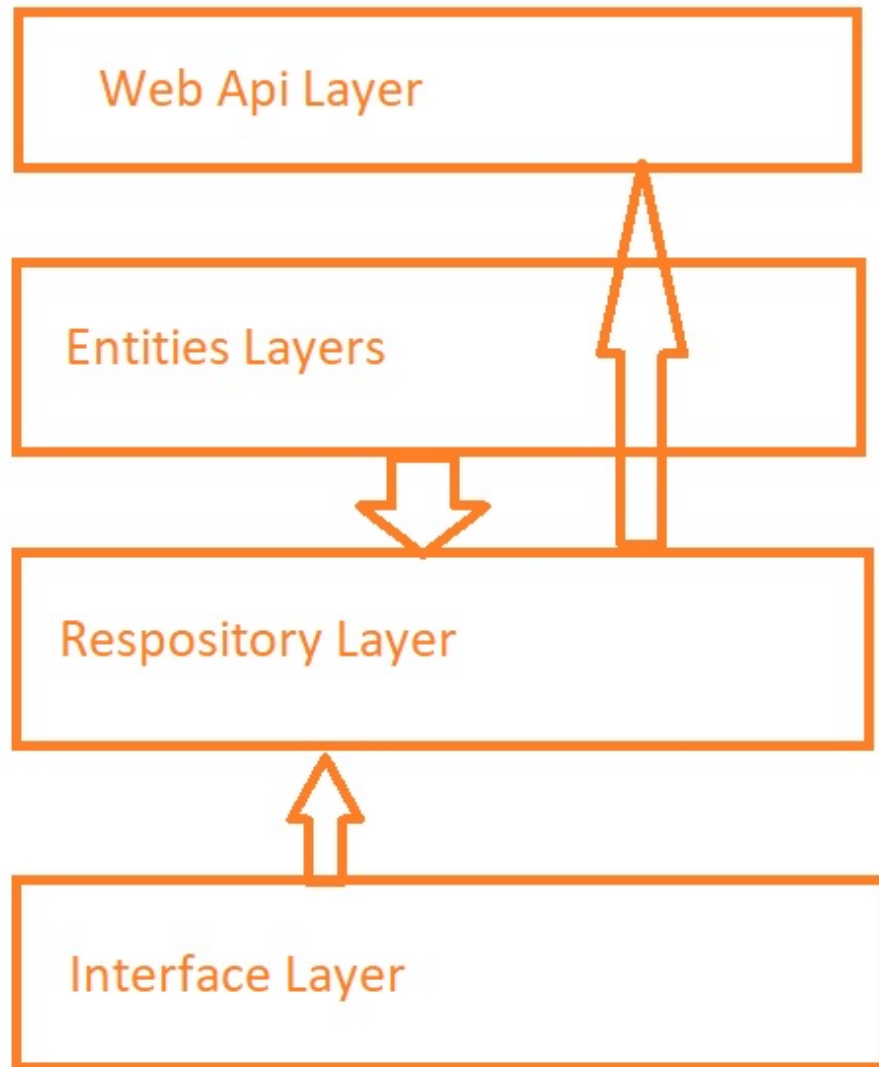 Web Api Layer
Entities Layers
Respository Layer
Interface Layer